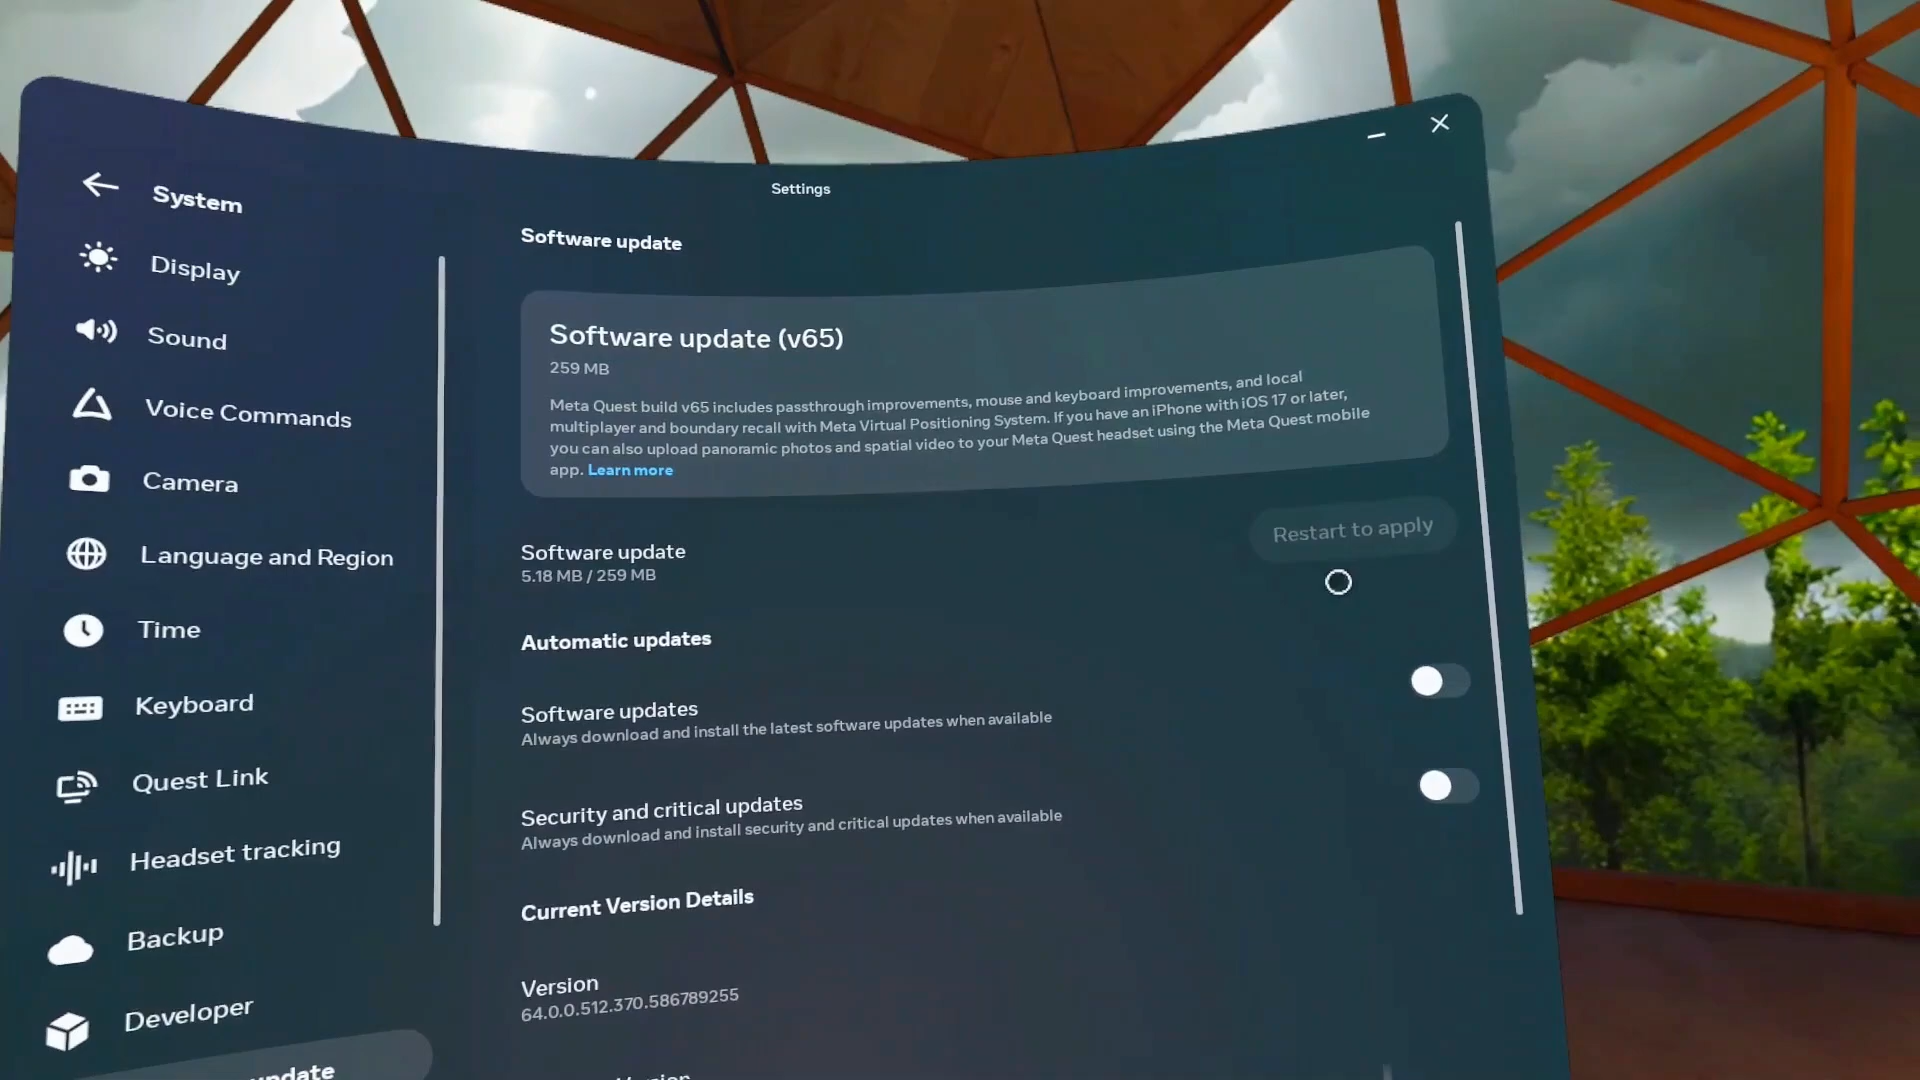 Settings
System
Display
Sound
Voice Commands
Camera
Language and Region
Time
Keyboard
Quest Link
Headset tracking
Backup
Developer
update
Software update
Software update (v65)
259 MB
Meta Quest build v65 includes passthrough improvements, mouse and keyboard improvements, and local
multiplayer and boundary recall with Meta Virtual Positioning System. If you have an iPhone with iOS 17 or later,
you can also upload panoramic photos and spatial video to your Meta Quest headset using the Meta Quest mobile
app. Learn more
Software update
5.18 MB / 259 MB
Restart to apply
Automatic updates
Software updates
Always download and install the latest software updates when available
Security and critical updates
Always download and install security and critical updates when available
Current Version Details
Version
64.0.0.512.370.586789255